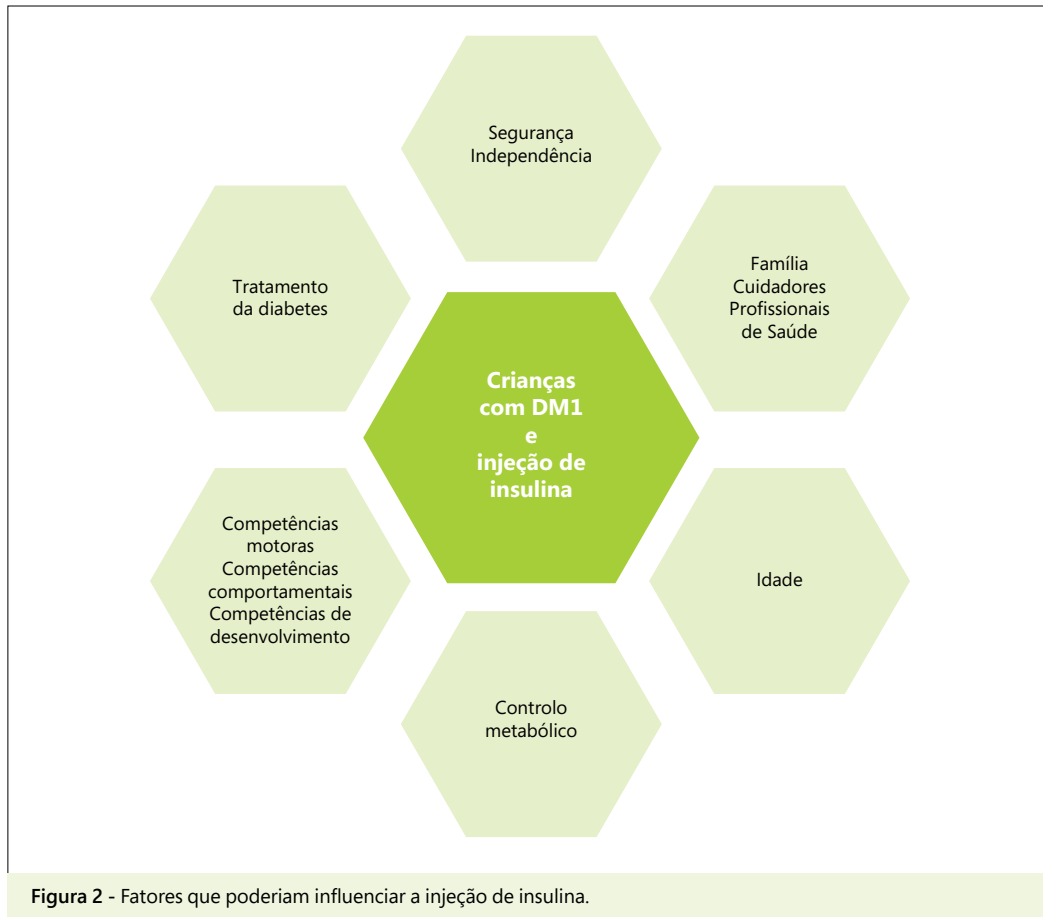 Segurança
Independência
Família
Cuidadores
Profissionais
de Saúde
Tratamento
da diabetes
Crianças
com DM1
e
injeção de
insulina
Competências
motoras
Competências
comportamentais
Competências de
desenvolvimento
Idade
Controlo
metabólico
Figura 2 - Fatores que poderiam influenciar a injeção de insulina.